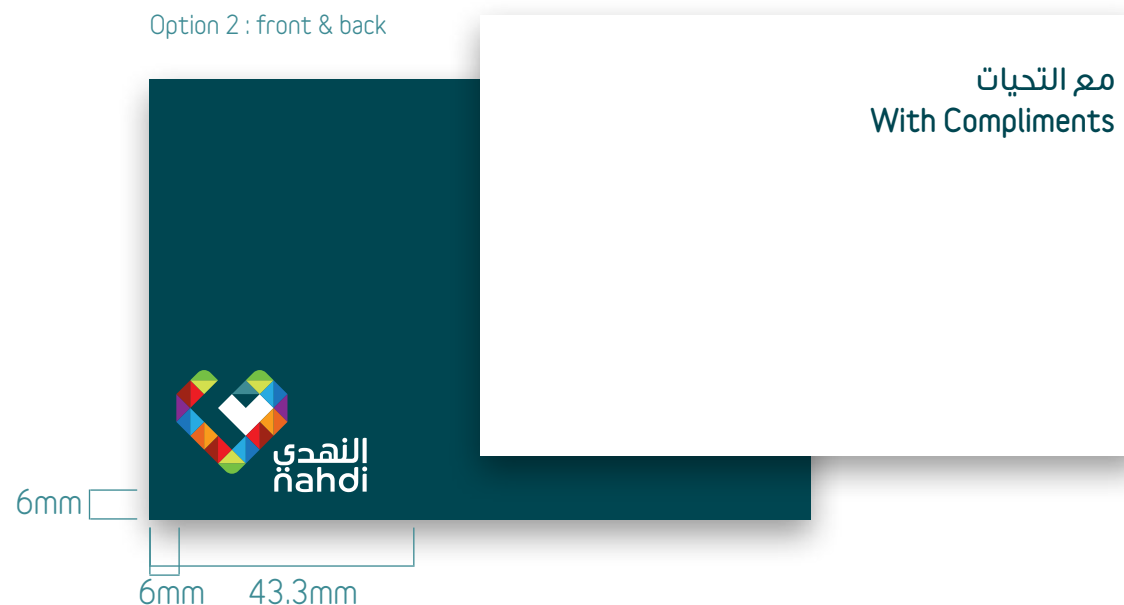 Option 2 : front & back
مع التحيات
With Compliments
النهدي
nahdi
6mm
6mm
43.3mm